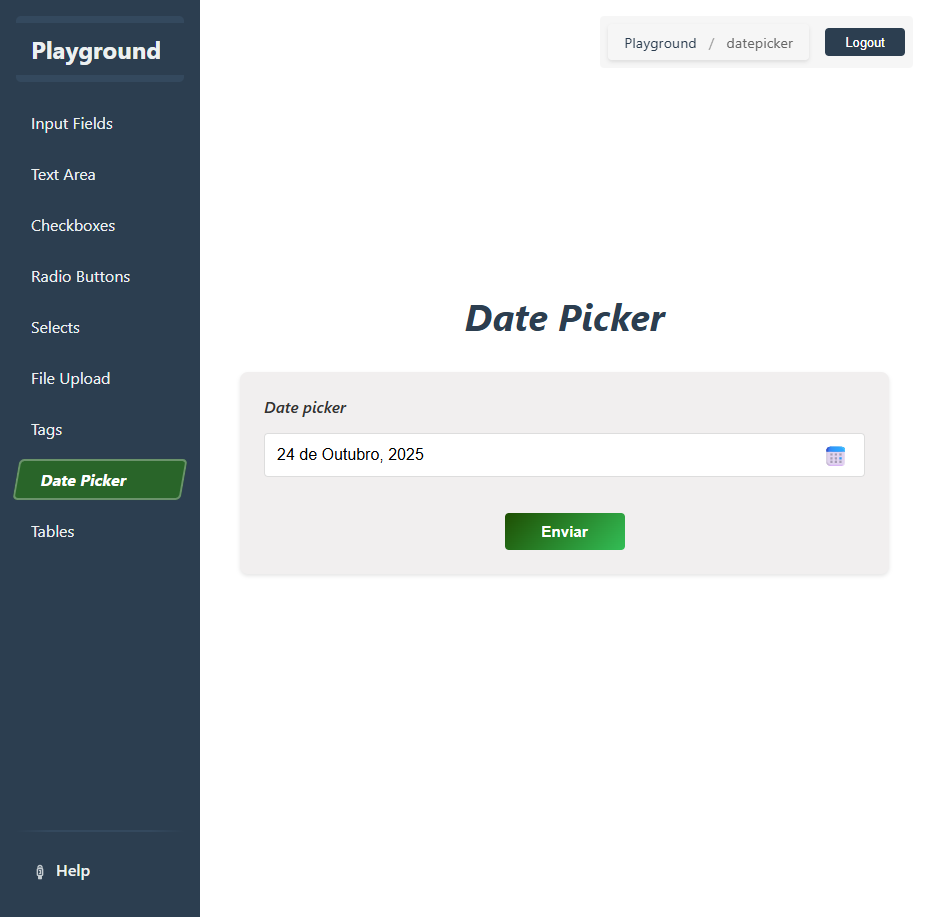 Playground
Input Fields
Text Area
Checkboxes
Radio Buttons
Selects
File Upload
Tags
Date Picker
Tables
Help
Playground / datepicker
Logout
Date Picker
Date picker
24 de Outubro, 2025
Enviar